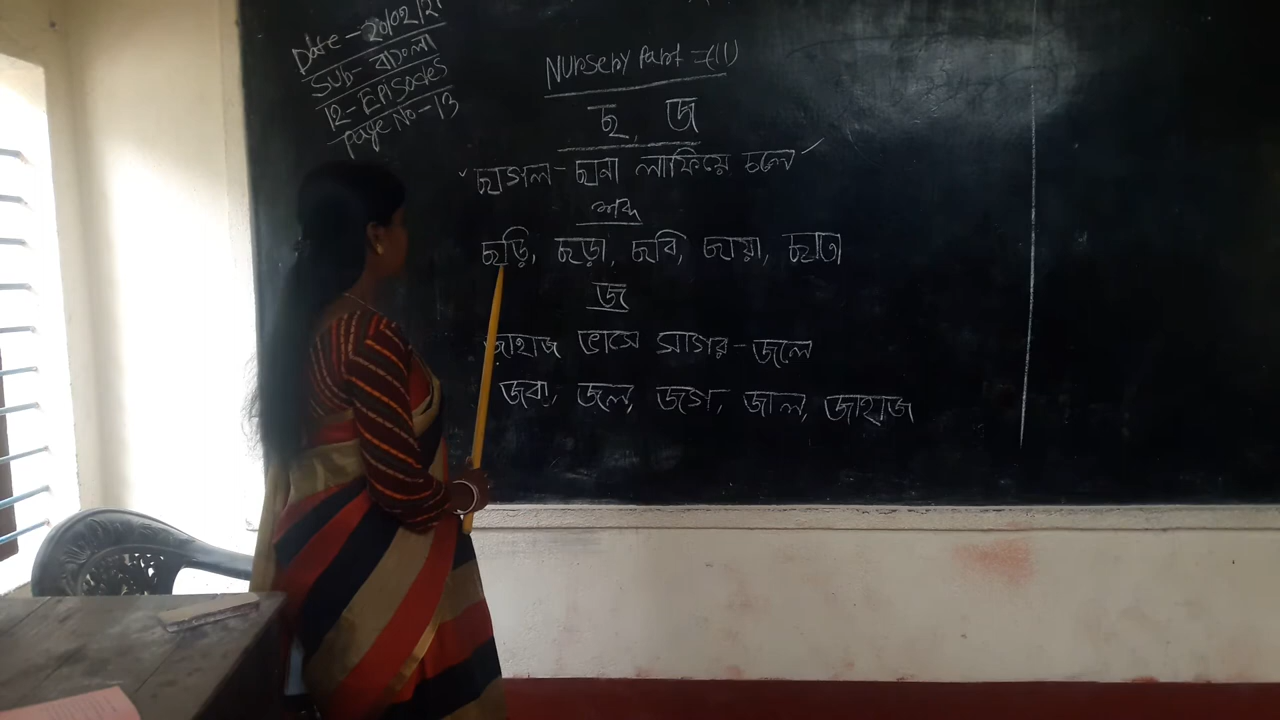 Date - 20/02/21
Sub- বাংলা
12- EPISODES
Page No - 13
Nursery Part = (11)
ছ, জ
ছাগল - ছানা লাফিয়ে চলে
শব্দ
ছড়ি, ছড়া, ছবি, ছায়া, ছাতা
জ
জাহাজ ভাসে সাগর - জলে
জবা, জল, জগ, জাল, জাহাজ